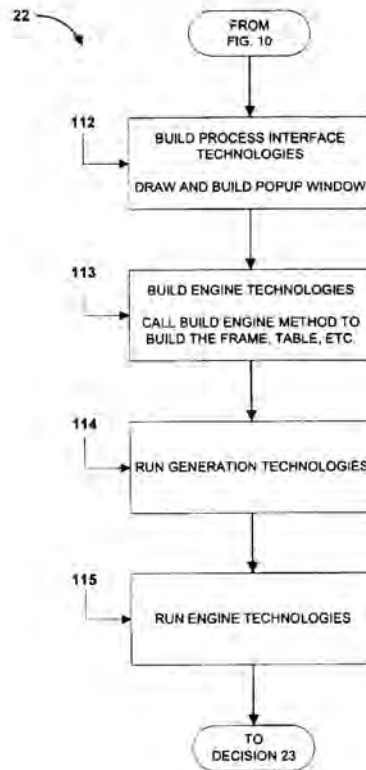 22
FROM
FIG. 10
112
BUILD PROCESS INTERFACE
TECHNOLOGIES
DRAW AND BUILD POPUP WINDOW
113
BUILD ENGINE TECHNOLOGIES
CALL BUILD ENGINE METHOD TO
BUILD THE FRAME, TABLE, ETC
114
RUN GENERATION TECHNOLOGIES
115
RUN ENGINE TECHNOLOGIES
TO
DECISION 23